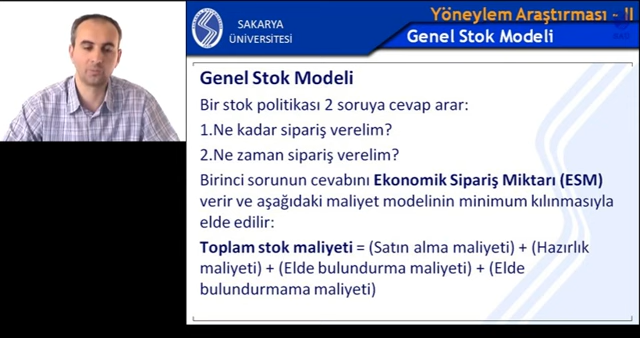 SAKARYA
ÜNİVERSİTESİ
Yöneylem Araştırması - II
Genel Stok Modeli
Genel Stok Modeli
Bir stok politikası 2 soruya cevap arar:
1.Ne kadar sipariş verelim?
2.Ne zaman sipariş verelim?
Birinci sorunun cevabını Ekonomik Sipariş Miktarı (ESM)
verir ve aşağıdaki maliyet modelinin minimum kılınmasıyla
elde edilir:
Toplam stok maliyeti = (Satın alma maliyeti) + (Hazırlık
maliyeti) + (Elde bulundurma maliyeti) + (Elde
bulundurmama maliyeti)